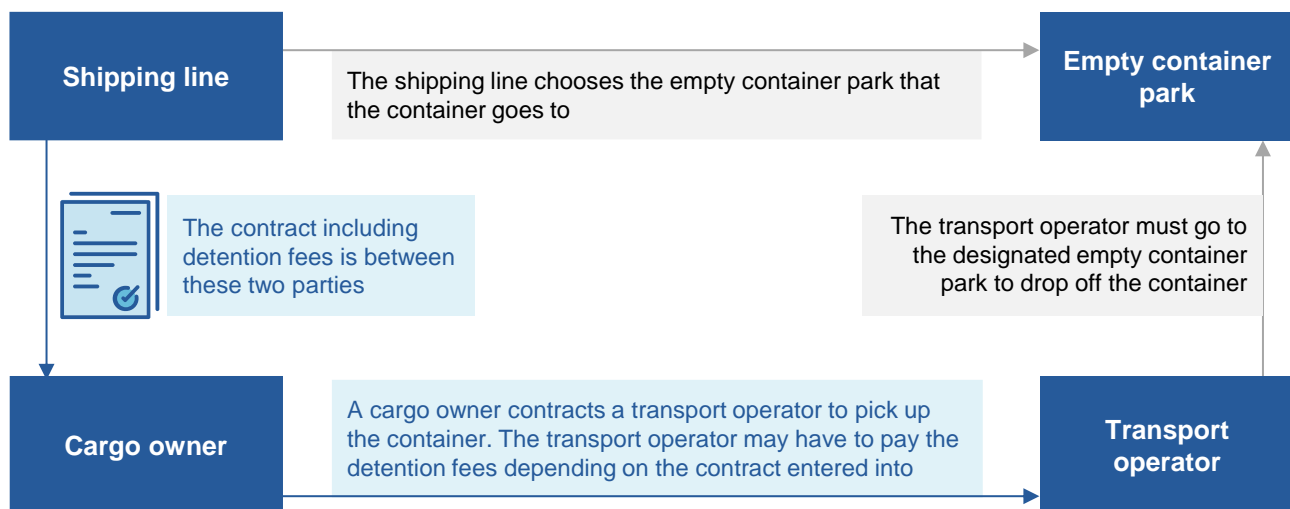 Shipping line
The shipping line chooses the empty container park that
the container goes to
Empty container
park
The contract including
detention fees is between
these two parties
The transport operator must go to
the designated empty container
park to drop off the container
Cargo owner
A cargo owner contracts a transport operator to pick up
the container. The transport operator may have to pay the
detention fees depending on the contract entered into
Transport
operator